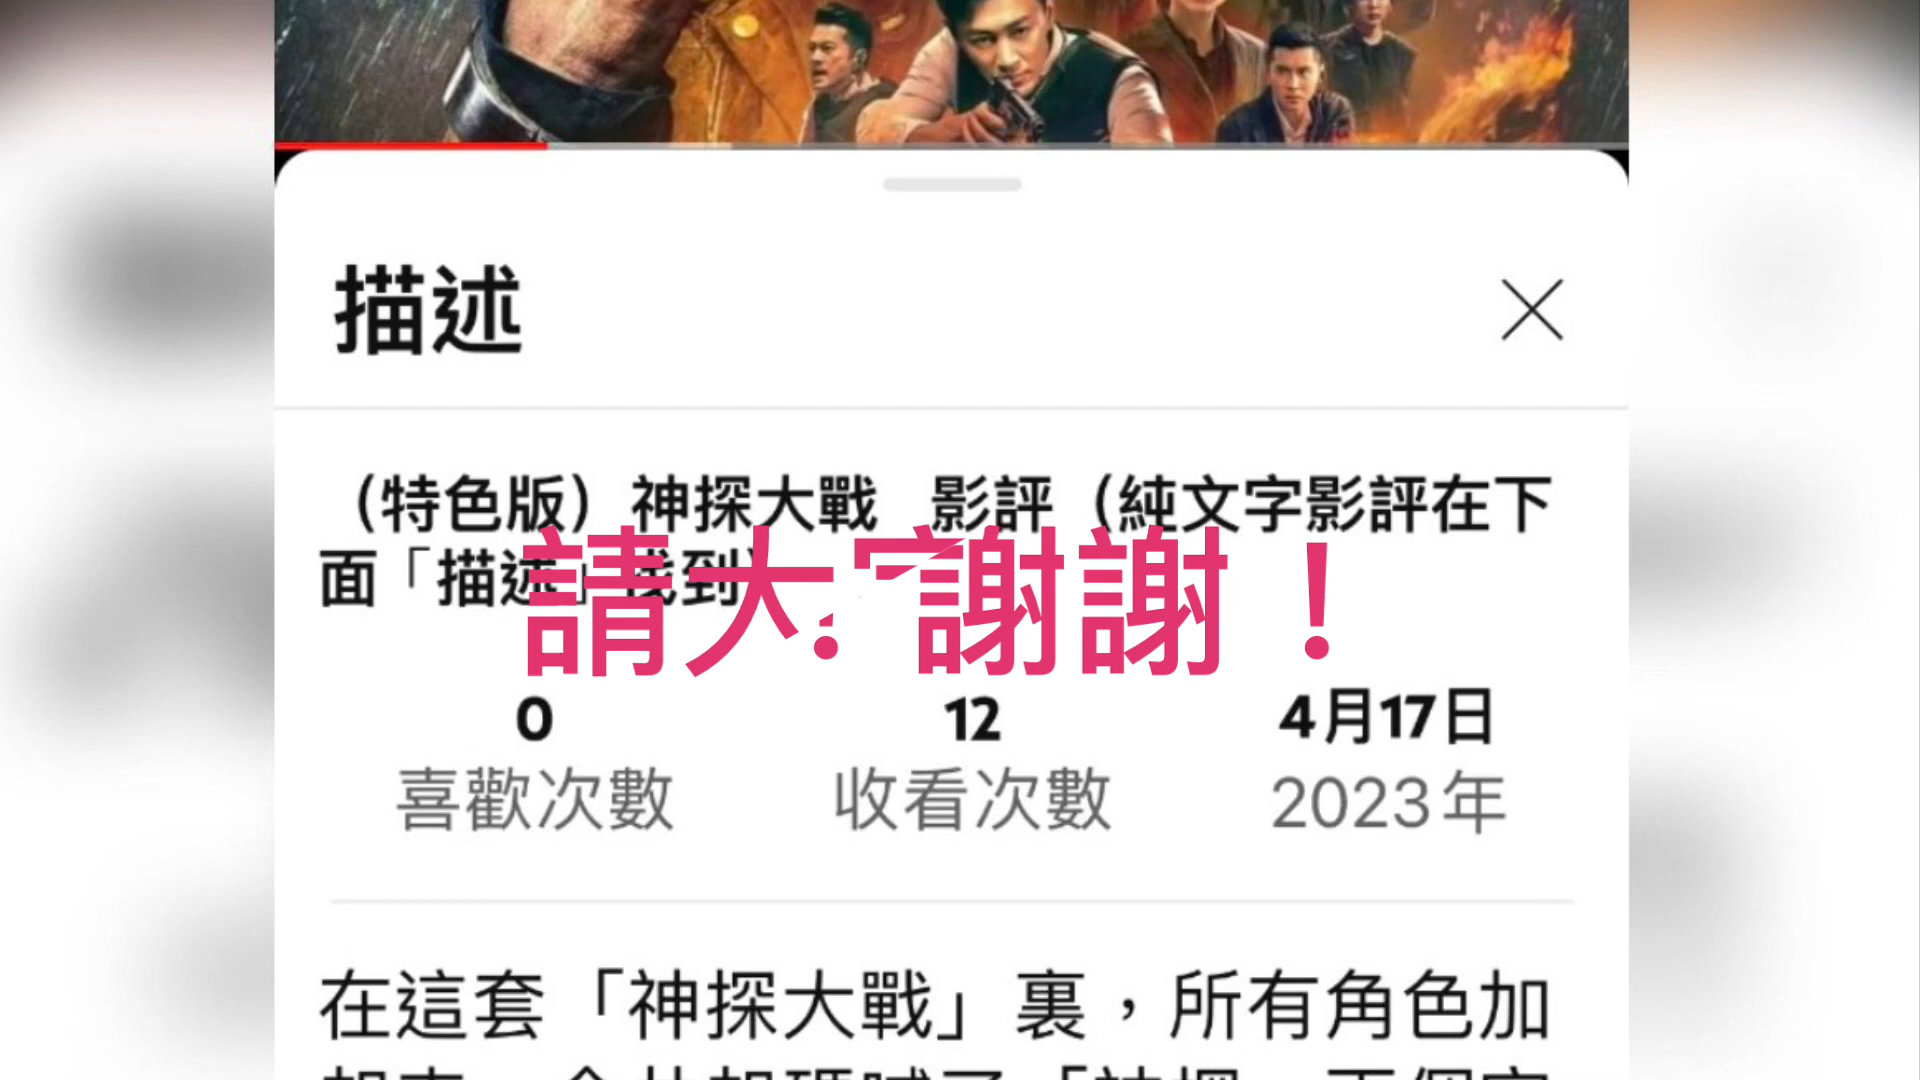 描述
（特色版）神探大戰 影評（純文字影評在下
面「描述」找到）
請大 謝謝！
0 12 4月17日
喜歡次數 收看次數 2023年
在這套「神探大戰」裏，所有角色加